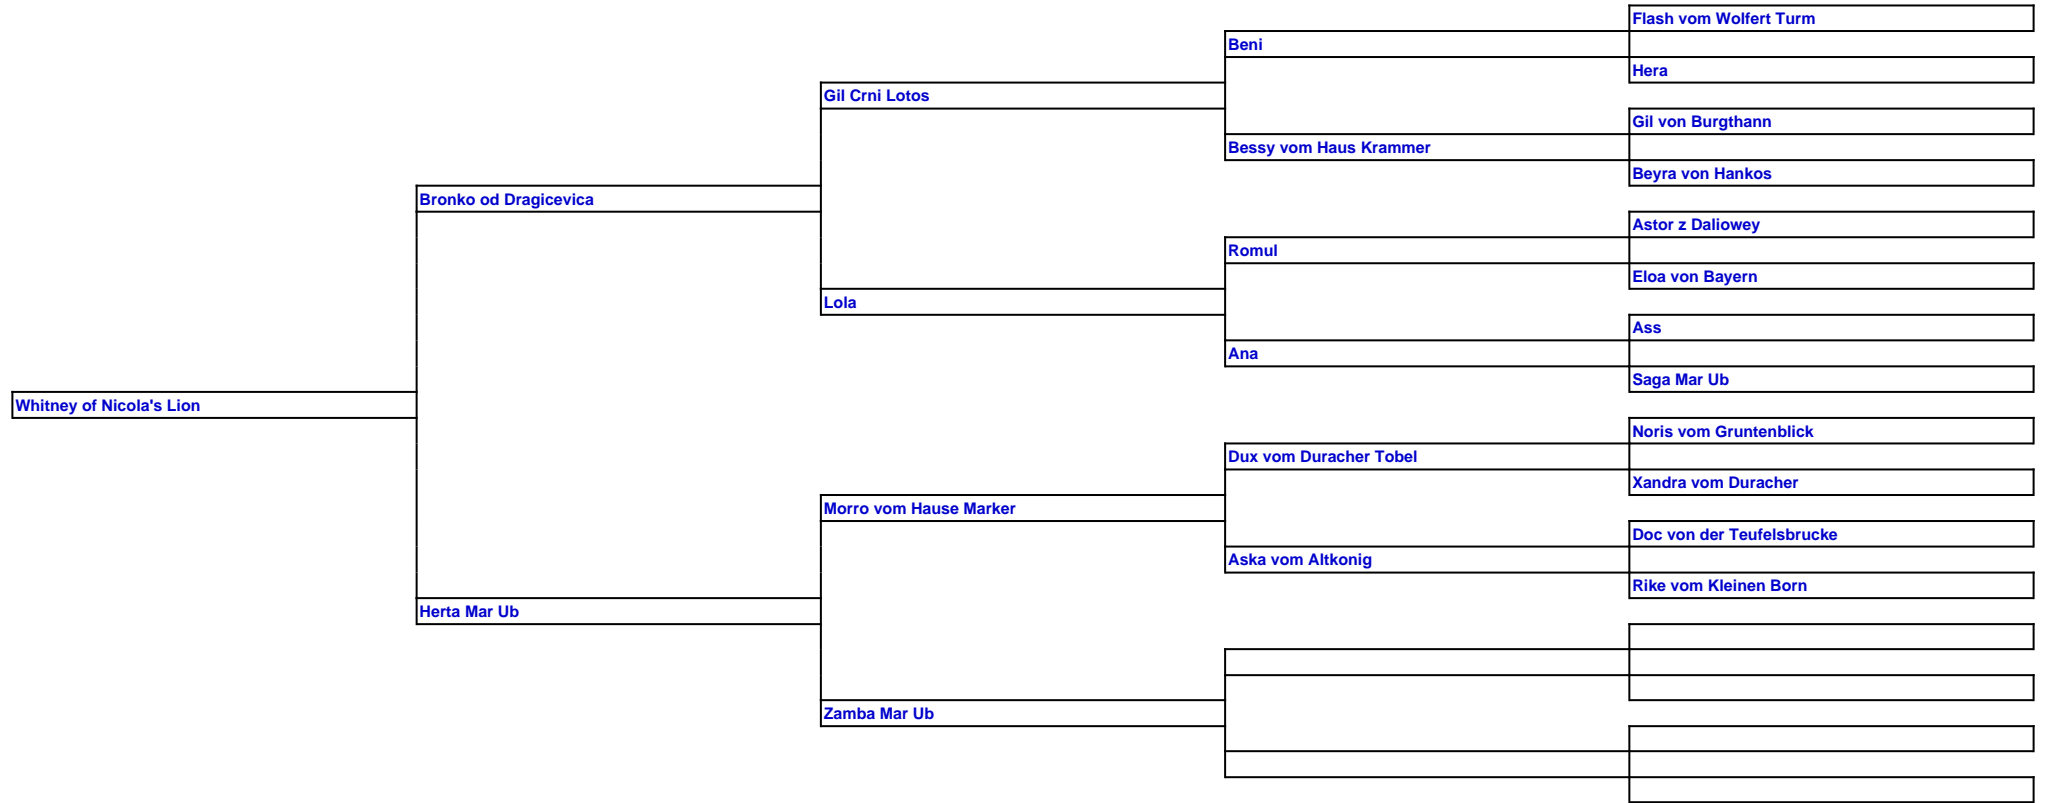 Flash vom Wolfert Turm
Beni
Hera
Gil Crni Lotos
Gil von Burgthann
Bessy vom Haus Krammer
Beyra von Hankos
Bronko od Dragicevica
Astor z Daliowey
Romul
Eloa von Bayern
Lola
Ass
Ana
Saga Mar Ub
Whitney of Nicola's Lion
Noris vom Gruntenblick
Dux vom Duracher Tobel
Xandra vom Duracher
Morro vom Hause Marker
Doc von der Teufelsbrucke
Aska vom Altkonig
Rike vom Kleinen Born
Herta Mar Ub
Zamba Mar Ub